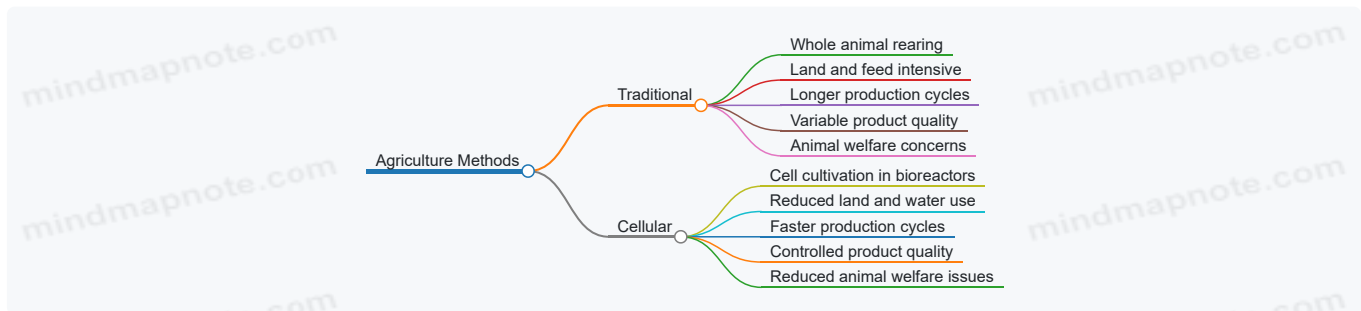 mindmapnote.com
mindmapnote.com
Whole animal rearing
Land and feed intensive
Traditional
Longer production cycles
Variable product quality
Animal welfare concerns
Agriculture Methods
mindmapnote.com
mindmapnote.com
Cell cultivation in bioreactors
Reduced land and water use
Cellular
Faster production cycles
Controlled product quality
Reduced animal welfare issues